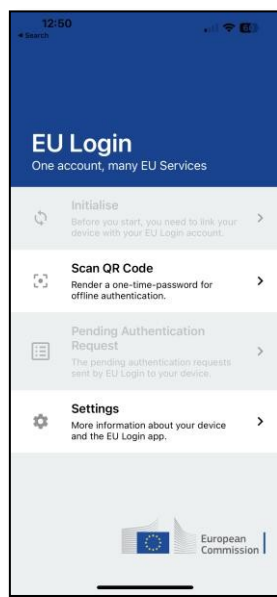 12:50
◄ Search
EU Login
One account, many EU Services
Initialise
Before you start, you need to link your
device with your EU Login account.
Scan QR Code
Render a one-time-password for
offline authentication.
Pending Authentication
Request
The pending authentication requests
sent by EU Login to your device.
Settings
More information about your device
and the EU Login app.
European
Commission